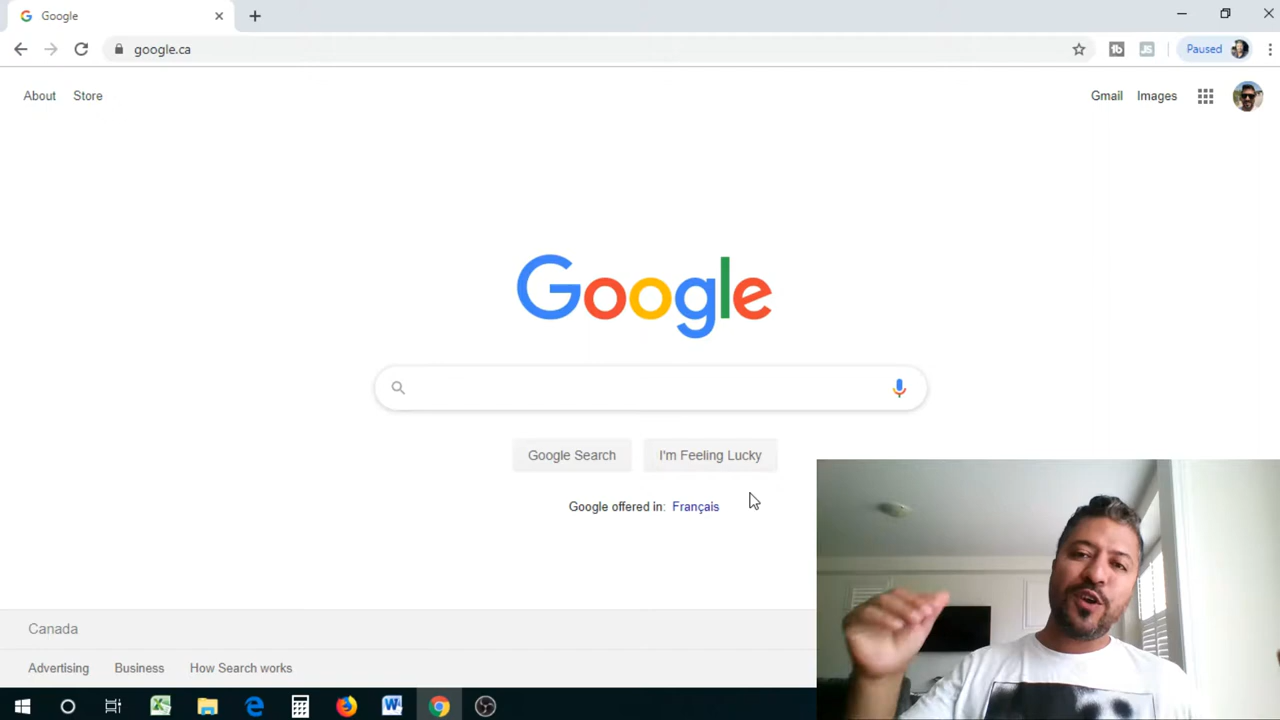 Google
google.ca
Paused
About Store
Gmail Images
Google
Google Search I'm Feeling Lucky
Google offered in: Français
Canada
Advertising Business How Search works